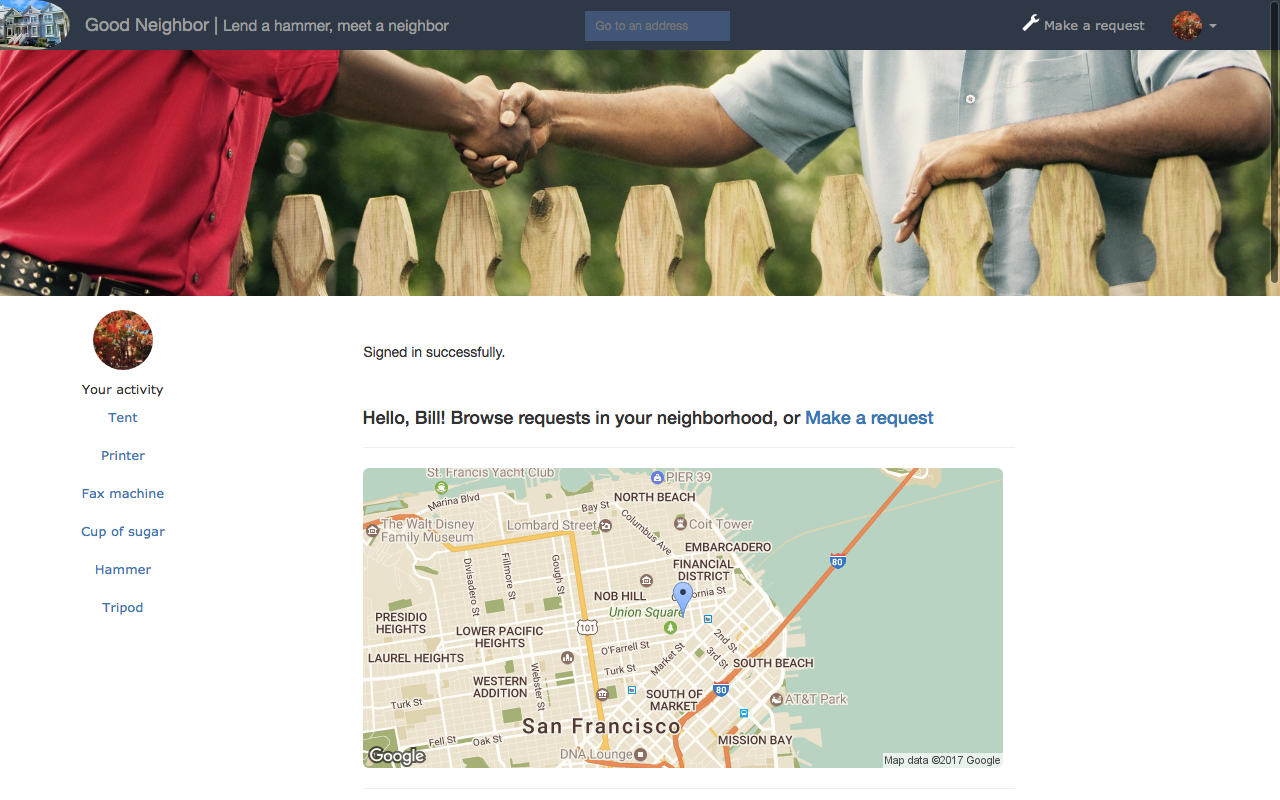 Good Neighbor | Lend a hammer, meet a neighbor
Go to an address
Make a request
Your activity
Tent
Printer
Fax machine
Cup of sugar
Hammer
Tripod
Signed in successfully.
Hello, Bill! Browse requests in your neighborhood, or Make a request
St. Francis Yacht Club
PIER 39
Marina Blvd
NORTH BEACH
Bay St
The Walt Disney
Family Museum
Lombard Street
Columbus Ave
Coit Tower
EMBARCADERO
Divisadero St
Fillmore St
Gough St
FINANCIAL
DISTRICT
80
NOB HILL
ornia St
Union Square
PRESIDIO
HEIGHTS
101
LOWER PACIFIC
HEIGHTS
O'Farrell St
Market St
2nd St
3rd St
LAUREL HEIGHTS
Turk St
SOUTH BEACH
WESTERN
ADDITION
Webster St
SOUTH OF
MARKET
80
AT&T Park
Turk St
San Francisco
Fell St
Oak St
MISSION BAY
DNA Lounge
Google
Map data ©2017 Google